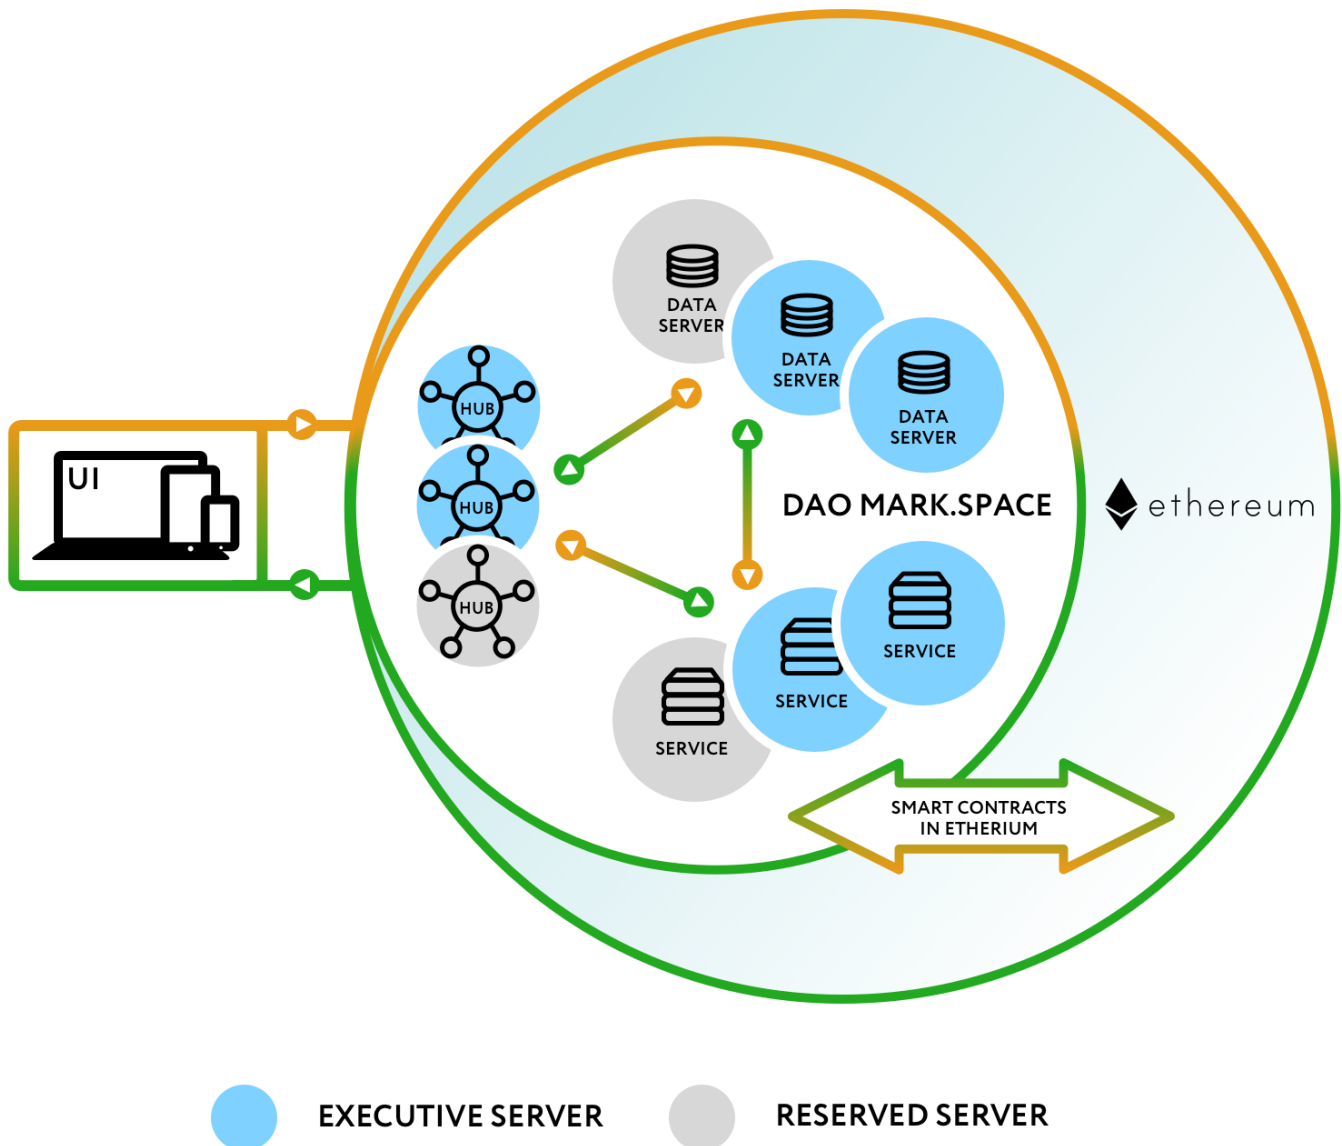 DATA
SERVER
DATA
SERVER
DATA
SERVER
HUB
HUB
HUB
UI
DAO MARK.SPACE
ethereum
SERVICE
SERVICE
SERVICE
SMART CONTRACTS
IN ETHERIUM
EXECUTIVE SERVER
RESERVED SERVER